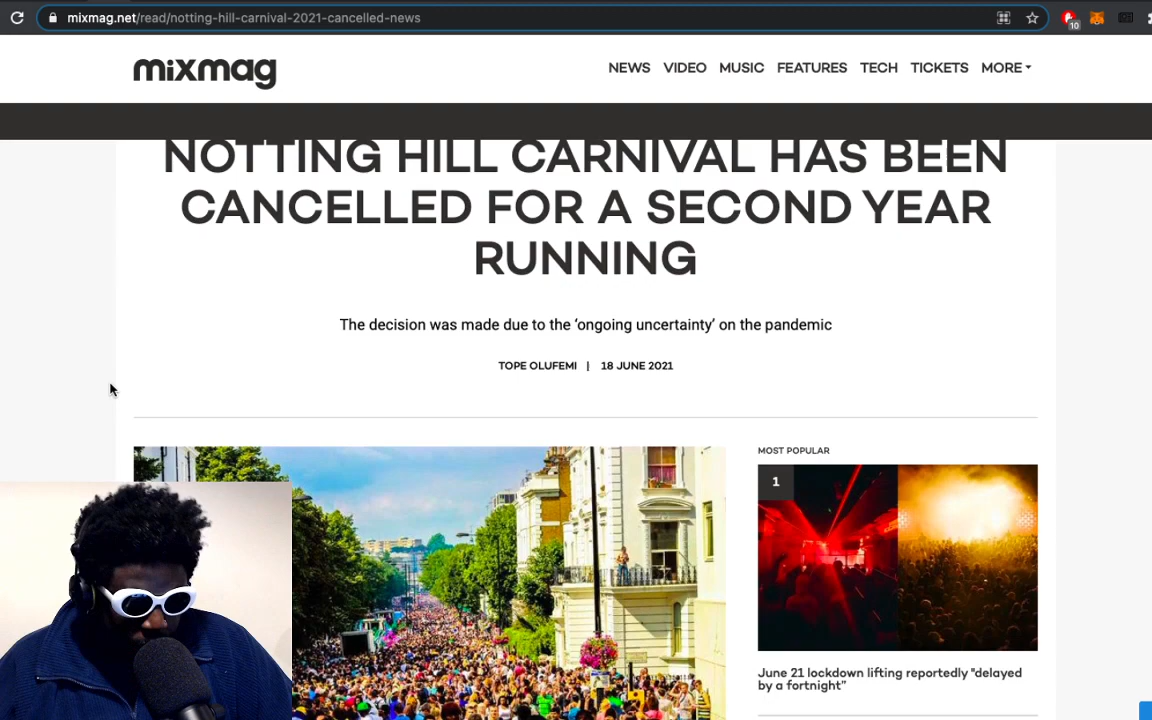 mixmag.net/read/notting-hill-carnival-2021-cancelled-news
10
mixmag
NEWS VIDEO MUSIC FEATURES TECH TICKETS MORE
NOTTING HILL CARNIVAL HAS BEEN
CANCELLED FOR A SECOND YEAR
RUNNING
The decision was made due to the ‘ongoing uncertainty’ on the pandemic
TOPE OLUFEMI | 18 JUNE 2021
MOST POPULAR
1
June 21 lockdown lifting reportedly "delayed
by a fortnight”